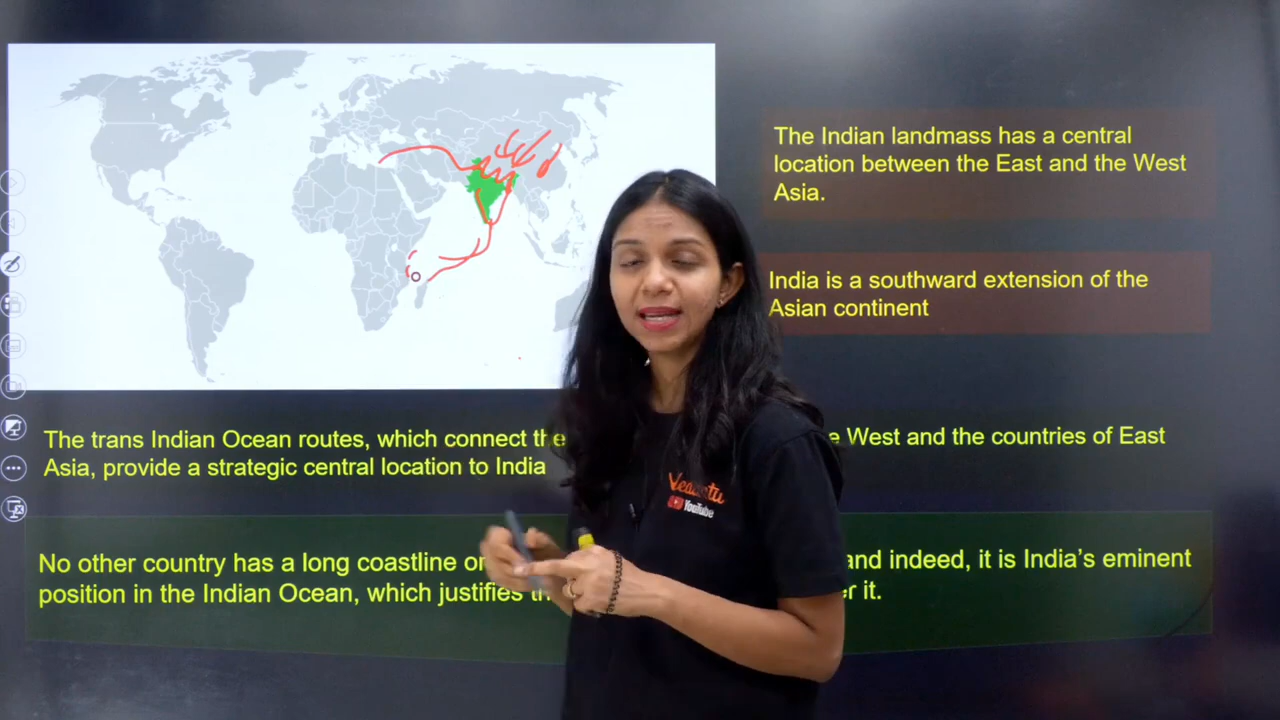 The Indian landmass has a central
location between the East and the West
Asia.
India is a southward extension of the
Asian continent
The trans Indian Ocean routes, which connect the West and the countries of East
Asia, provide a strategic central location to India
No other country has a long coastline and indeed, it is India's eminent
position in the Indian Ocean, which justifies it.
Vedantu
YouTube